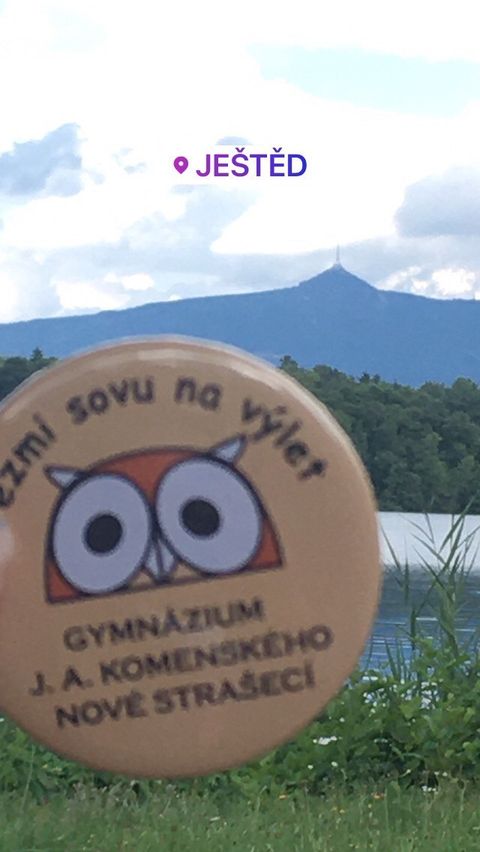 JEŠTĚD
ezmi sovu na výlet
GYMNÁZIUM
J. A. KOMENSKÉHO
NOVÉ STRAŠECÍ